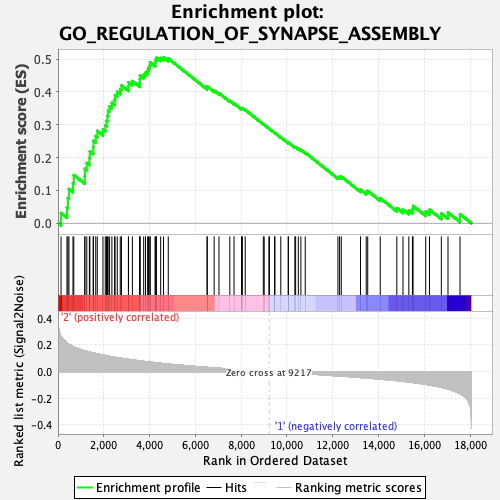 Enrichment plot:
GO_REGULATION_OF_SYNAPSE_ASSEMBLY
Enrichment score (ES)
0.5
0.4
0.3
0.2
0.1
0.0
'2' (positively correlated)
Ranked list metric (Signal2Noise)
0.4
0.2
0.0
-0.2
-0.4
Zero cross at 9217
'1' (negatively correlated)
0
2,000
4,000
6,000
8,000
10,000
12,000
14,000
16,000
18,000
Rank in Ordered Dataset
Enrichment profile
Hits
Ranking metric scores